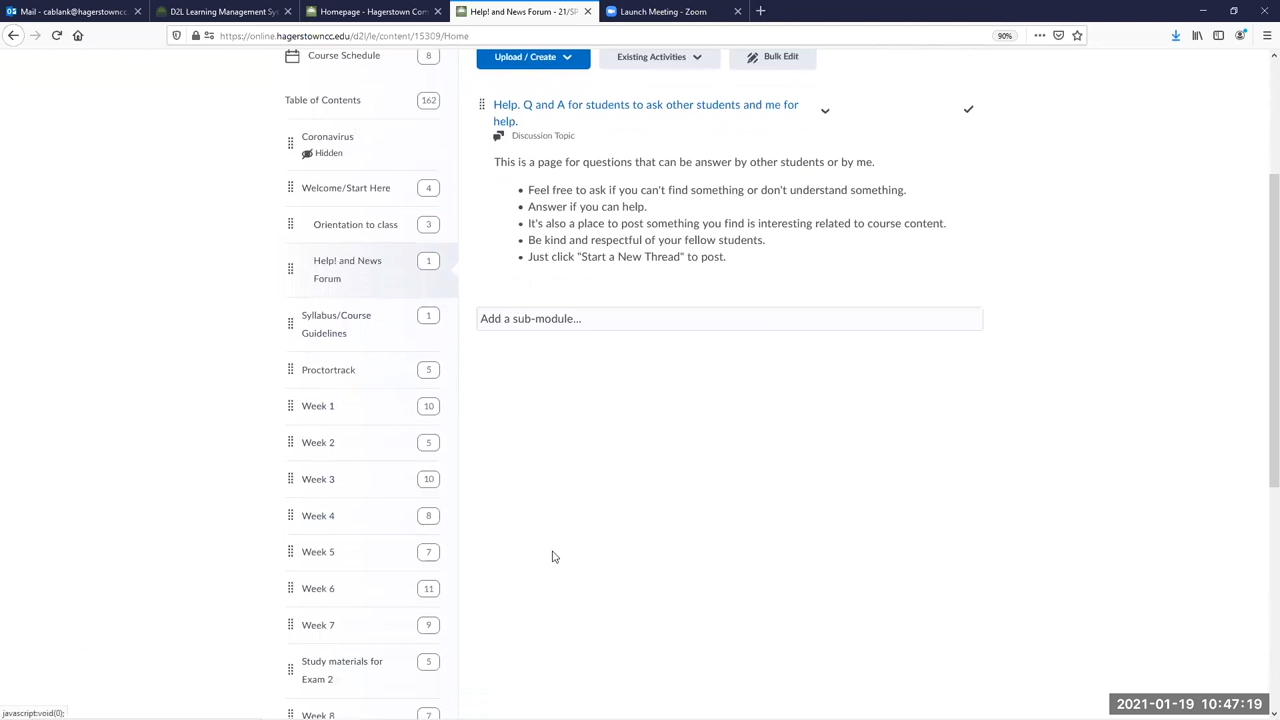 Mail - cablank@hagerstowncc
D2L Learning Management Sy
Homepage - Hagerstown Com
Help! and News Forum - 21/SP
Launch Meeting - Zoom
https://online.hagerstowncc.edu/d2l/le/content/15309/Home
90%
Course Schedule
8
Upload / Create
Existing Activities
Bulk Edit
Table of Contents
162
Help. Q and A for students to ask other students and me for
help.
Discussion Topic
Coronavirus
Hidden
This is a page for questions that can be answer by other students or by me.
Welcome/Start Here
4
• Feel free to ask if you can't find something or don't understand something.
• Answer if you can help.
• It's also a place to post something you find is interesting related to course content.
• Be kind and respectful of your fellow students.
• Just click "Start a New Thread" to post.
Orientation to class
3
Help! and News
Forum
1
Add a sub-module...
Syllabus/Course
Guidelines
1
Proctortrack
5
Week 1
10
Week 2
5
Week 3
10
Week 4
8
Week 5
7
Week 6
11
Week 7
9
Study materials for
Exam 2
5
Week 8
7
javascript:void(0);
2021-01-19 10:47:19